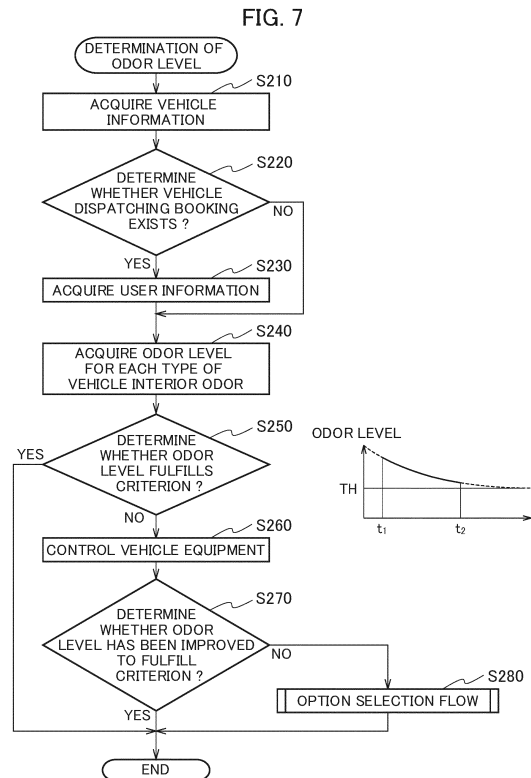 FIG. 7
DETERMINATION OF
ODOR LEVEL
S210
ACQUIRE VEHICLE
INFORMATION
S220
DETERMINE
WHETHER VEHICLE
DISPATCHING BOOKING
EXISTS ?
NO
YES
S230
ACQUIRE USER INFORMATION
S240
ACQUIRE ODOR LEVEL
FOR EACH TYPE OF
VEHICLE INTERIOR ODOR
S250
YES
DETERMINE
WHETHER ODOR
LEVEL FULFILLS
CRITERION ?
NO
ODOR LEVEL
TH
t1
t2
S260
CONTROL VEHICLE EQUIPMENT
S270
DETERMINE
WHETHER ODOR
LEVEL HAS BEEN IMPROVED
TO FULFILL
CRITERION ?
NO
YES
S280
OPTION SELECTION FLOW
END